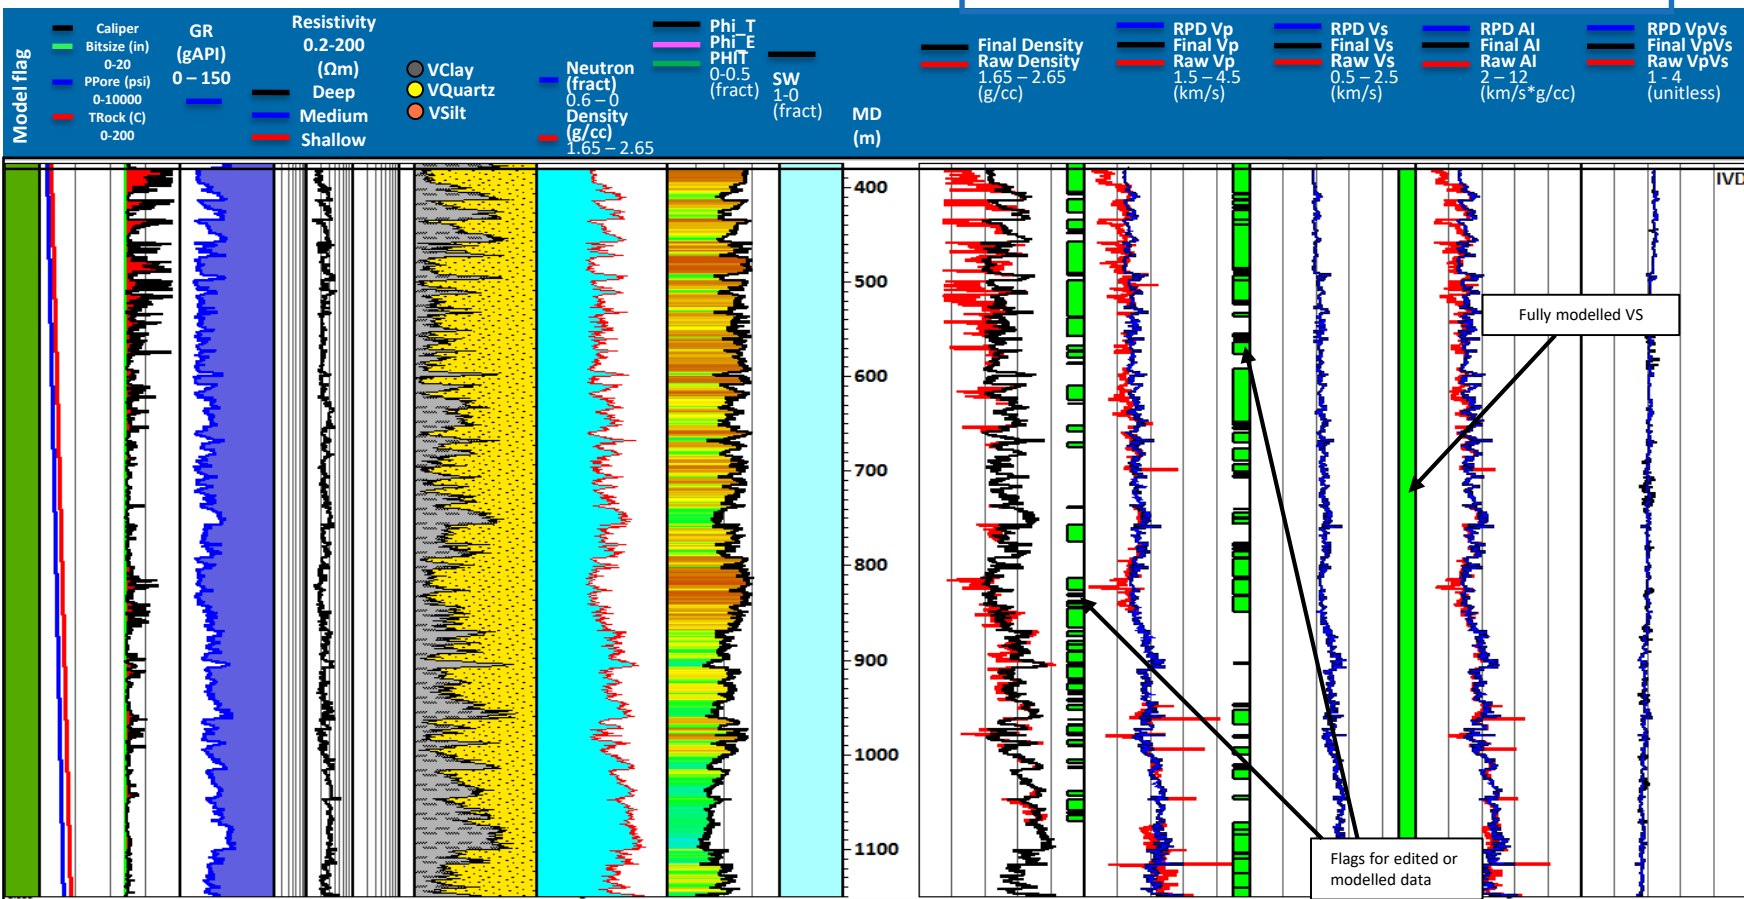 Model flag
Caliper
Bitsize (in)
0-20
PPore (psi)
0-10000
TRock (C)
0-200
GR
(gAPI)
0 – 150
Resistivity
0.2-200
(Ωm)
Deep
Medium
Shallow
VClay
VQuartz
VSilt
Neutron
(fract)
0.6 – 0
Density
(g/cc)
1.65 – 2.65
Phi_T
Phi_E
PHIT
0-0.5
(fract)
SW
1-0
(fract)
MD
(m)
Final Density
Raw Density
1.65 – 2.65
(g/cc)
RPD Vp
Final Vp
Raw Vp
1.5 – 4.5
(km/s)
RPD Vs
Final Vs
Raw Vs
0.5 – 2.5
(km/s)
RPD AI
Final AI
Raw AI
2 – 12
(km/s*g/cc)
RPD VpVs
Final VpVs
Raw VpVs
1 - 4
(unitless)
IVD
400
500
600
700
800
900
1000
1100
Fully modelled VS
Flags for edited or
modelled data